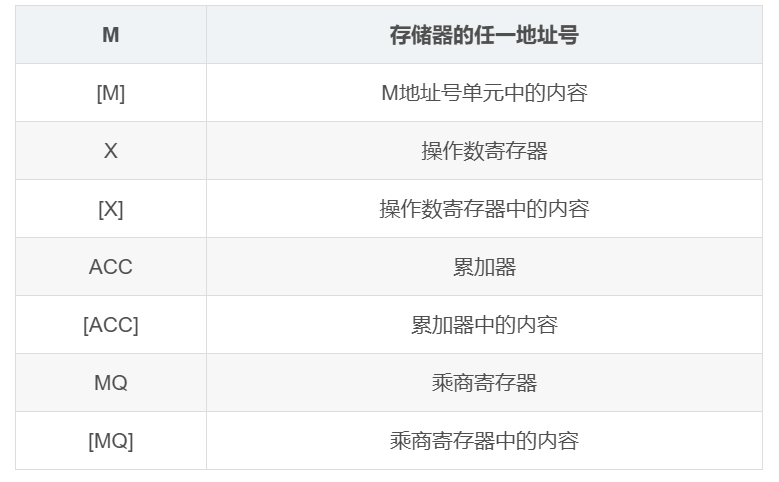 M 存储器的任一地址号
[M] M地址号单元中的内容
X 操作数寄存器
[X] 操作数寄存器中的内容
ACC 累加器
[ACC] 累加器中的内容
MQ 乘商寄存器
[MQ] 乘商寄存器中的内容